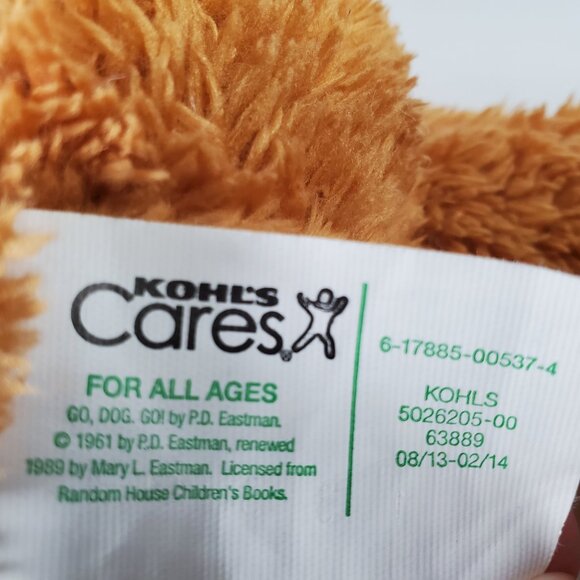 KOHL'S
Cares®
FOR ALL AGES
GO, DOG. GO! by P.D. Eastman.
© 1961 by P.D. Eastman, renewed
1989 by Mary L. Eastman. Licensed from
Random House Children's Books.
6-17885-00537-4
KOHLS
5026205-00
63889
08/13-02/14